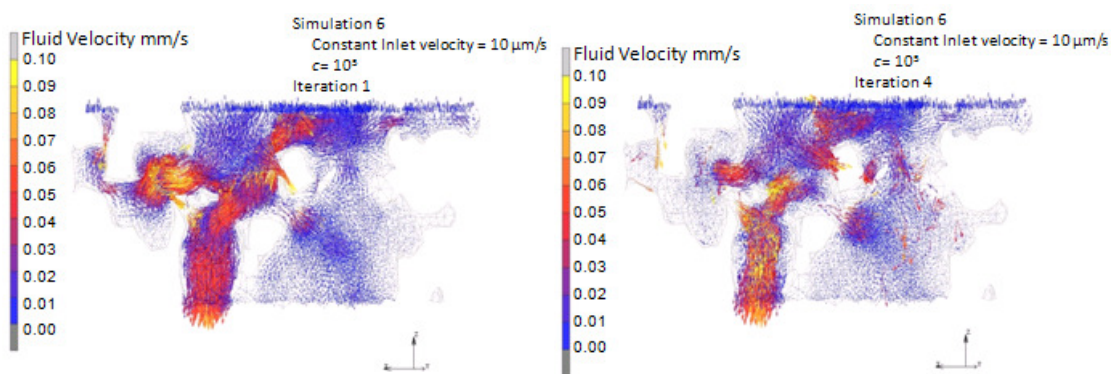 Simulation 6
Constant Inlet velocity = 10 µm/s
c= 10⁵
Iteration 1
Fluid Velocity mm/s
0.10
0.09
0.08
0.07
0.06
0.05
0.04
0.03
0.02
0.01
0.00
z
Simulation 6
Constant Inlet velocity = 10 µm/s
c= 10⁵
Iteration 4
Fluid Velocity mm/s
0.10
0.09
0.08
0.07
0.06
0.05
0.04
0.03
0.02
0.01
0.00
z